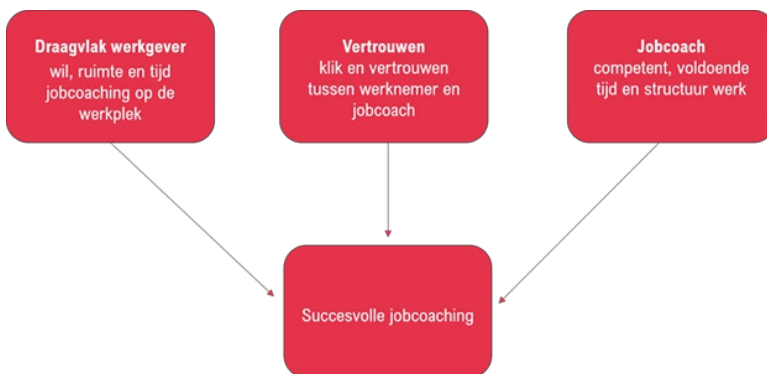 Draagvlak werkgever
wil, ruimte en tijd
jobcoaching op de
werkplek
Vertrouwen
klik en vertrouwen
tussen werknemer en
jobcoach
Jobcoach
competent, voldoende
tijd en structuur werk
Succesvolle jobcoaching